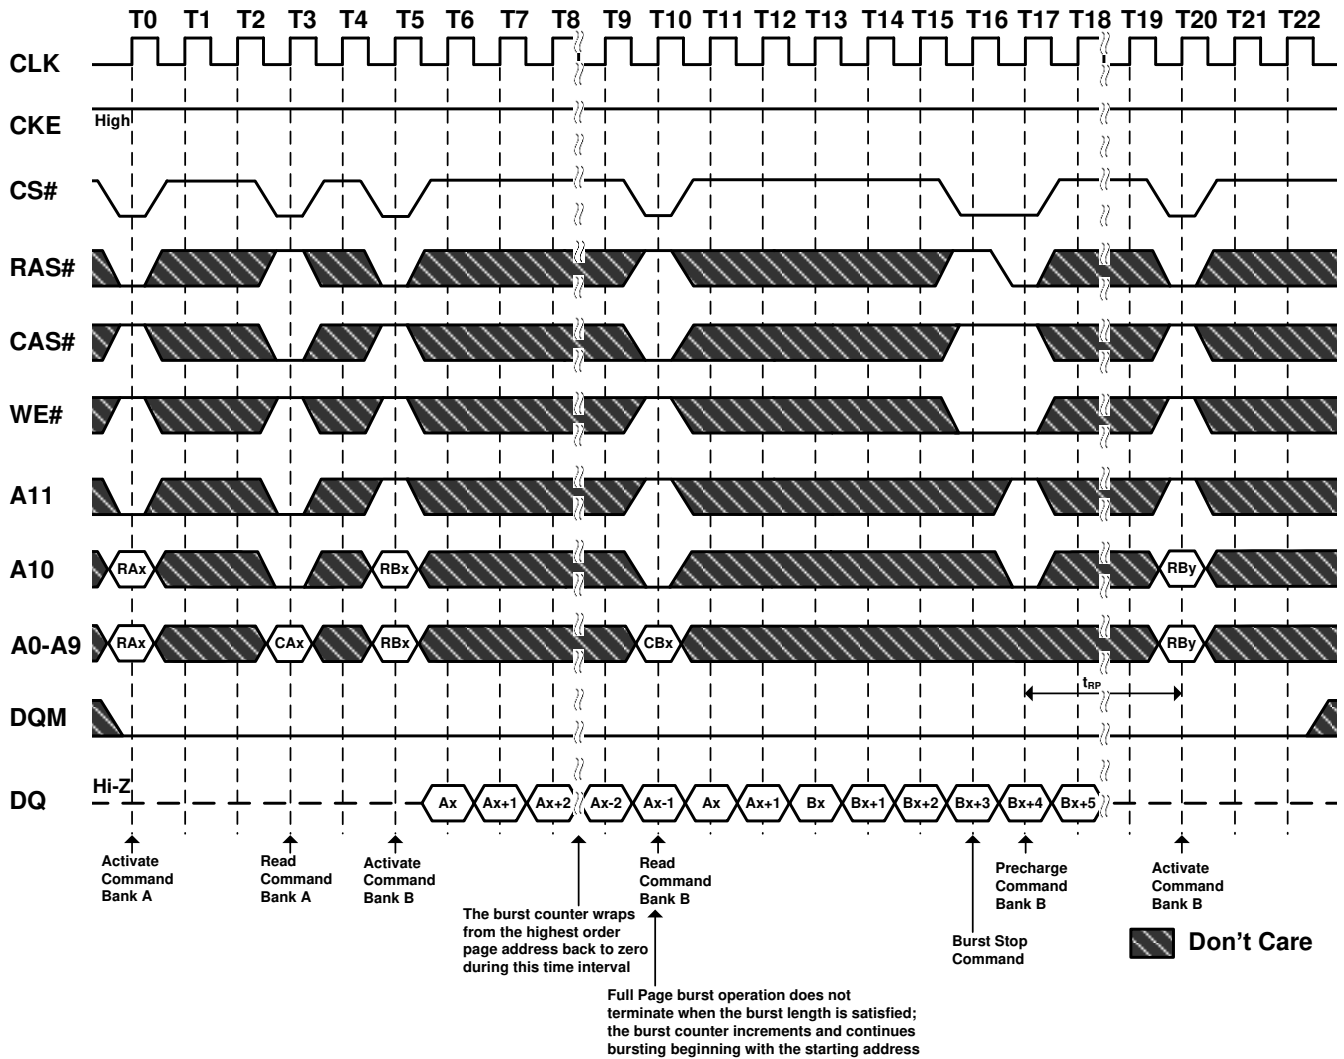 T0 T1 T2 T3 T4 T5 T6 T7 T8 T9 T10 T11 T12 T13 T14 T15 T16 T17 T18 T19 T20 T21 T22
CLK
CKE High
CS#
RAS#
CAS#
WE#
A11
A10 RAx RBx RBy
A0-A9 RAx CAx RBx CBx RBy
tRP
DQM
DQ Hi-Z Ax Ax+1 Ax+2 Ax-2 Ax-1 Ax Ax+1 Bx Bx+1 Bx+2 Bx+3 Bx+4 Bx+5
Activate
Command
Bank A
Read
Command
Bank A
Activate
Command
Bank B
The burst counter wraps
from the highest order
page address back to zero
during this time interval
Read
Command
Bank B
Full Page burst operation does not
terminate when the burst length is satisfied;
the burst counter increments and continues
bursting beginning with the starting address
Burst Stop
Command
Precharge
Command
Bank B
Activate
Command
Bank B
Don't Care